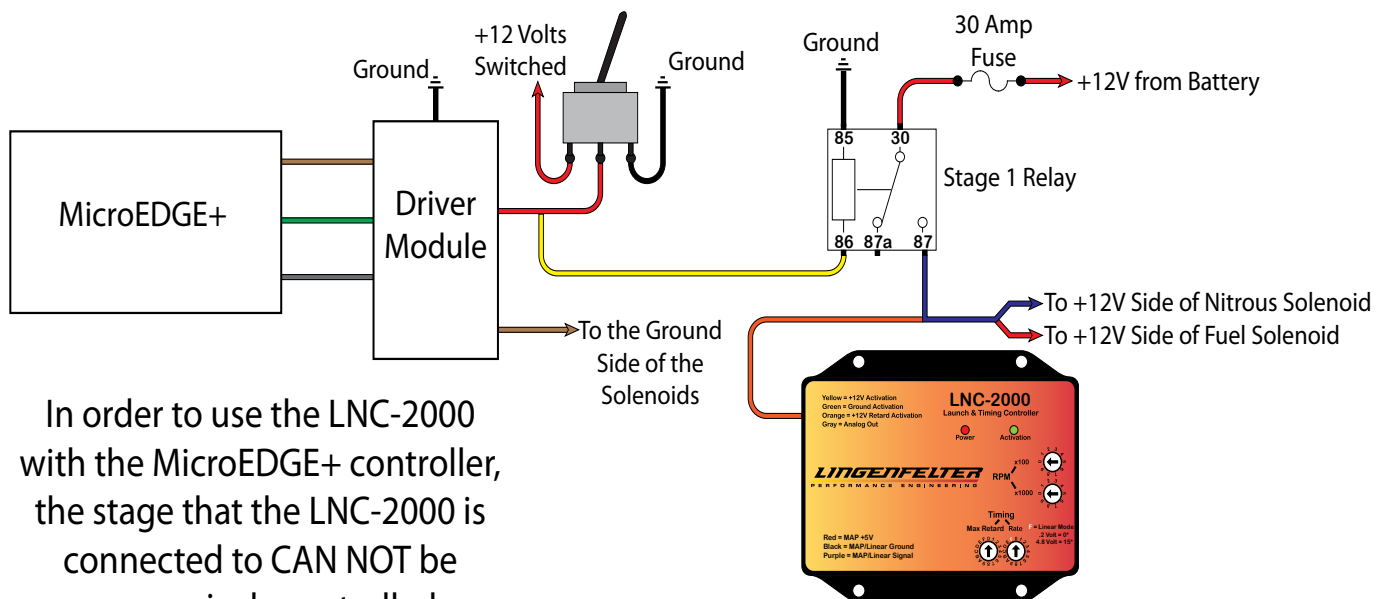 +12 Volts
Switched
Ground
Ground
Ground
30 Amp
Fuse
+12V from Battery
85
30
Stage 1 Relay
86
87a
87
MicroEDGE+
Driver
Module
To +12V Side of Nitrous Solenoid
To +12V Side of Fuel Solenoid
To the Ground
Side of the
Solenoids
In order to use the LNC-2000
with the MicroEDGE+ controller,
the stage that the LNC-2000 is
connected to CAN NOT be
Yellow = +12V Activation
Green = Ground Activation
Orange = +12V Retard Activation
Gray = Analog Out
LNC-2000
Launch & Timing Controller
Power
Activation
LINGENFELTER
PERFORMANCE ENGINEERING
RPM
x100
x1000
Timing
Max Retard
Rate
F = Linear Mode
.2 Volt = 0°
4.8 Volt = 15°
Red = MAP +5V
Black = MAP/Linear Ground
Purple = MAP/Linear Signal